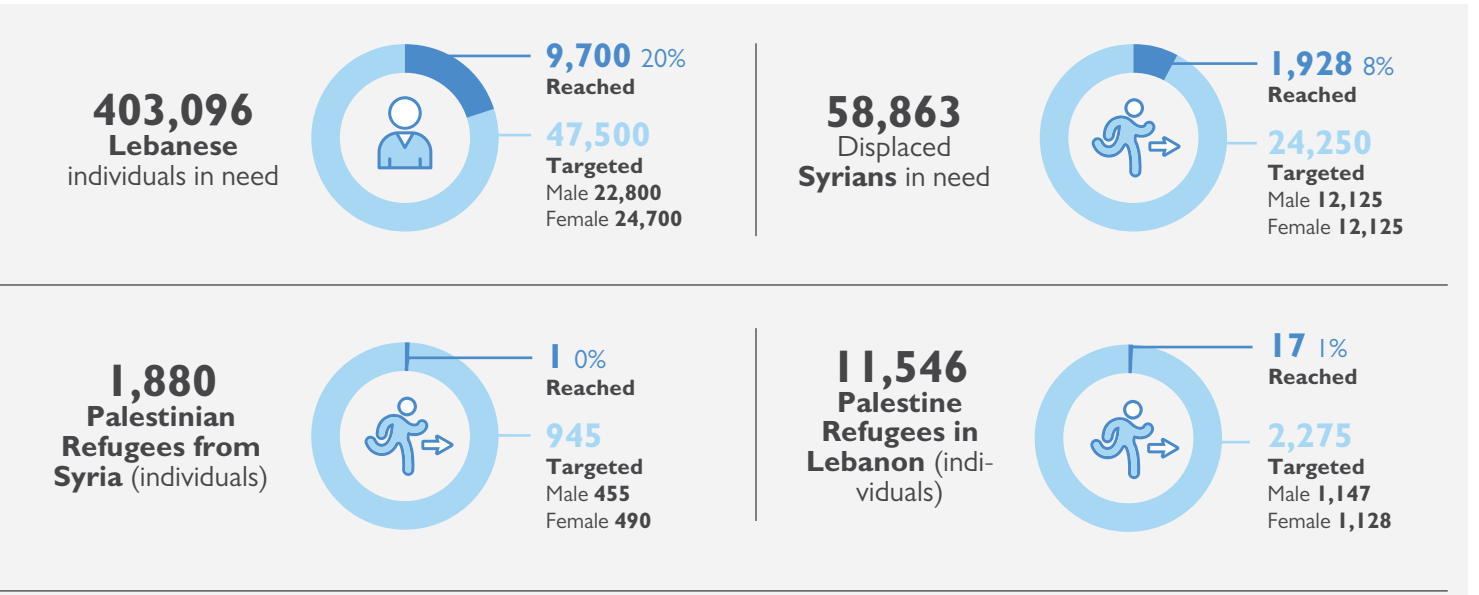 403,096
Lebanese
individuals in need
9,700 20%
Reached
47,500
Targeted
Male 22,800
Female 24,700
58,863
Displaced
Syrians in need
1,928 8%
Reached
24,250
Targeted
Male 12,125
Female 12,125
1,880
Palestinian
Refugees from
Syria (individuals)
1 0%
Reached
945
Targeted
Male 455
Female 490
11,546
Palestine
Refugees in
Lebanon (indi-
viduals)
17 1%
Reached
2,275
Targeted
Male 1,147
Female 1,128